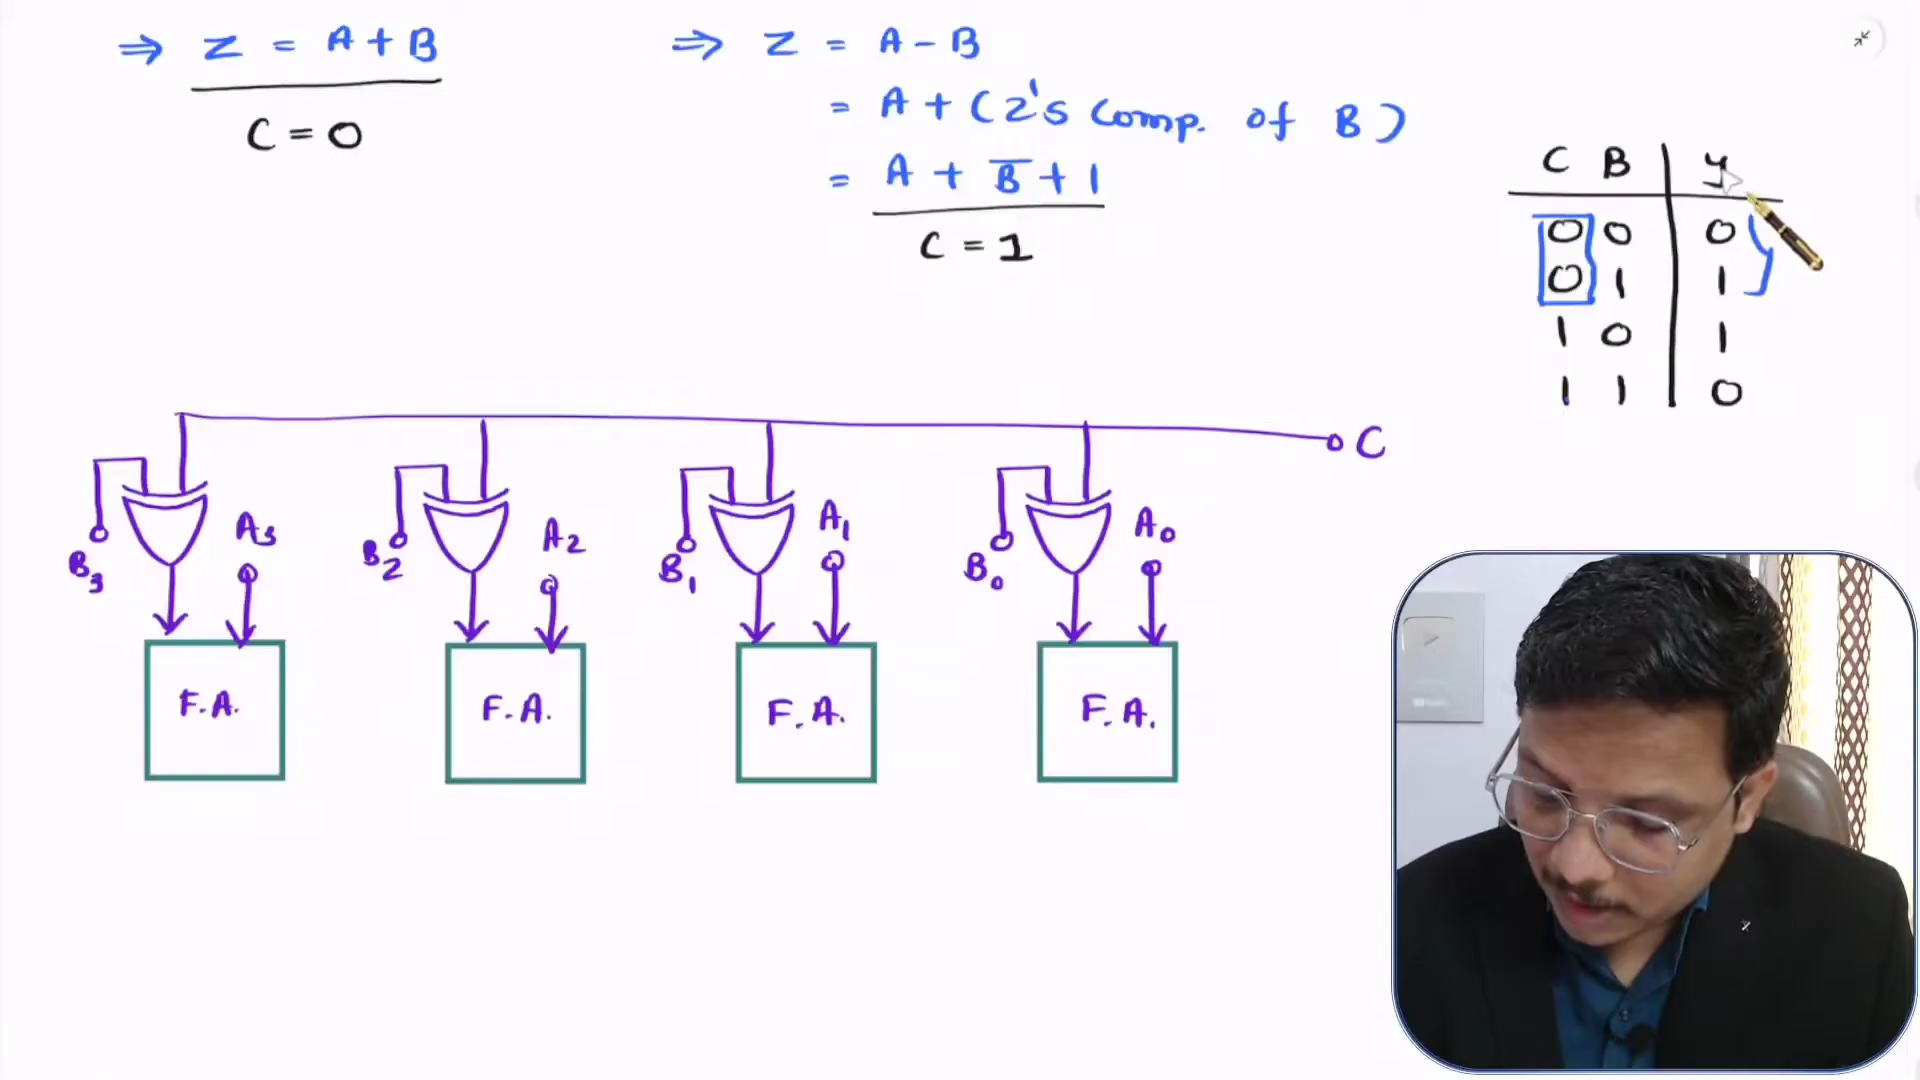 ⇒ Z = A + B
C = 0
⇒ Z = A - B
= A + (2's comp. of B)
= A + B̅ + 1
C = 1
C B | y
0 0 | 0
0 1 | 1
1 0 | 1
1 1 | 0
C
B3 A3 B2 A2 B1 A1 B0 A0
F.A. F.A. F.A. F.A.